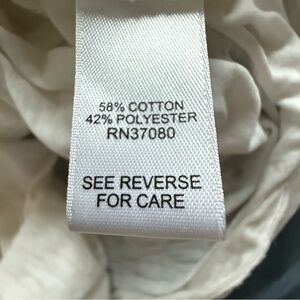 58% COTTON
42% POLYESTER
RN37080
SEE REVERSE
FOR CARE